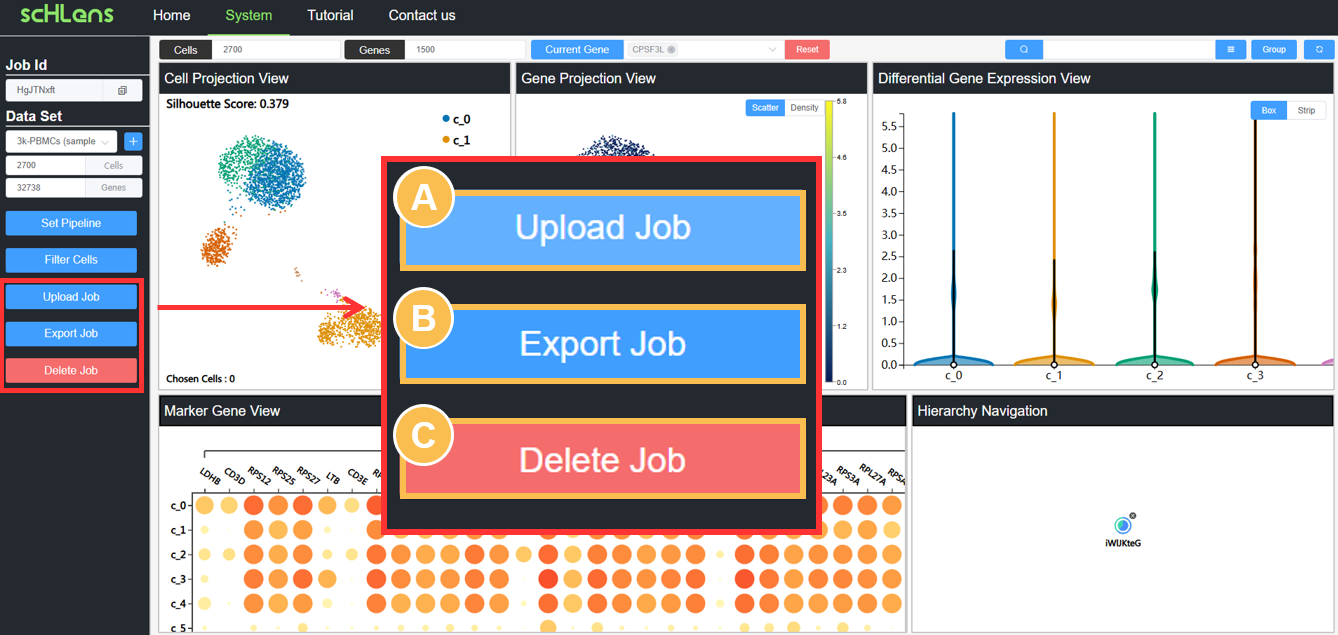 scHLens Home System Tutorial Contact us
Job Id
HgJTNxft
Data Set
3k-PBMCs (sample
+
2700 Cells
32738 Genes
Set Pipeline
Filter Cells
Upload Job
Export Job
Delete Job
Cells 2700 Genes 1500 Current Gene CPSF3L Reset Group
Cell Projection View
Silhouette Score: 0.379
c_0
c_1
Chosen Cells : 0
Gene Projection View
Scatter Density
5.8
4.6
3.5
2.3
1.2
0.0
Differential Gene Expression View
Box Strip
5.5
5.0
4.5
4.0
3.5
3.0
2.5
2.0
1.5
1.0
0.5
0.0
c_0 c_1 c_2 c_3
A
Upload Job
B
Export Job
C
Delete Job
Marker Gene View
LDHB CD3D RPS12 RPS25 RPS27 LTB CD3E RPS3A RPL27A
c_0
c_1
c_2
c_3
c_4
c_5
Hierarchy Navigation
iWIJKteG